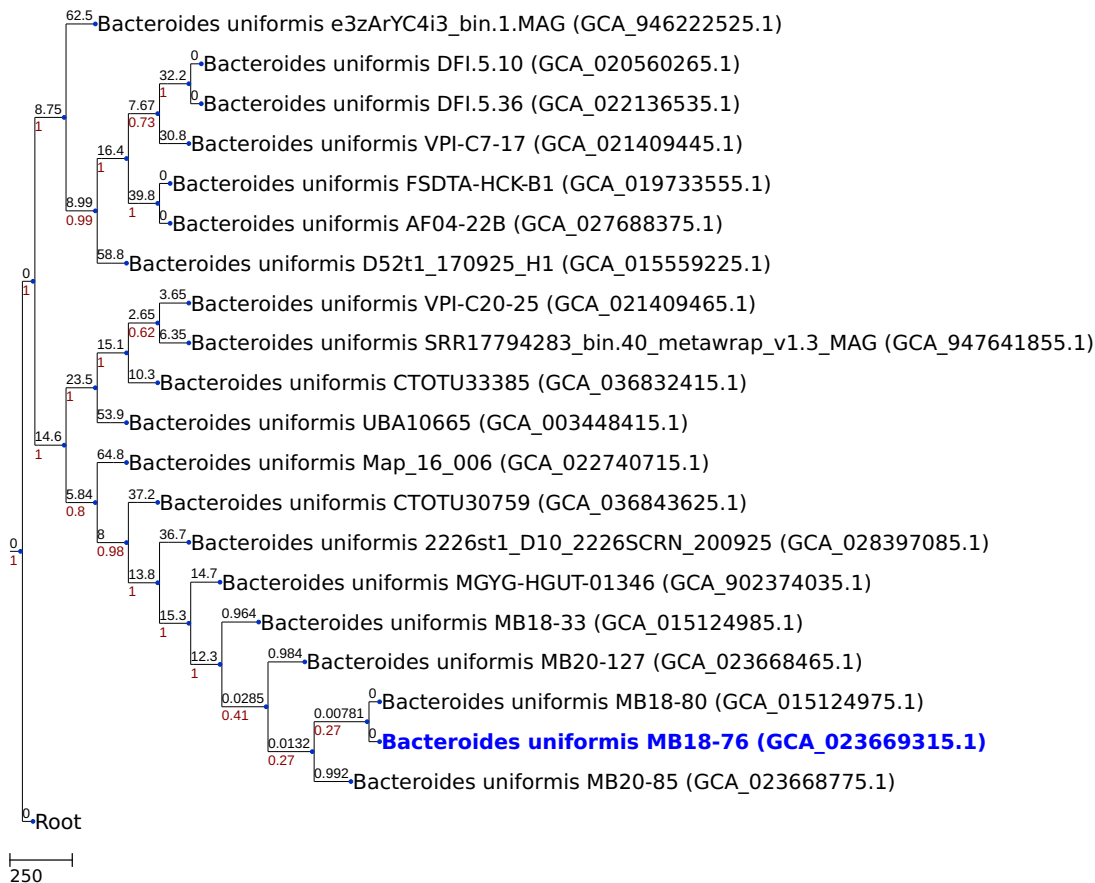 62.5 Bacteroides uniformis e3zArYC4i3_bin.1.MAG (GCA_946222525.1)
0 Bacteroides uniformis DFI.5.10 (GCA_020560265.1)
32.2
1
0 Bacteroides uniformis DFI.5.36 (GCA_022136535.1)
8.75
1
7.67
0.73
30.8 Bacteroides uniformis VPI-C7-17 (GCA_021409445.1)
16.4
1
0 Bacteroides uniformis FSDTA-HCK-B1 (GCA_019733555.1)
39.8
1
8.99
0.99
0 Bacteroides uniformis AF04-22B (GCA_027688375.1)
58.8 Bacteroides uniformis D52t1_170925_H1 (GCA_015559225.1)
0
1
3.65 Bacteroides uniformis VPI-C20-25 (GCA_021409465.1)
2.65
0.62
6.35 Bacteroides uniformis SRR17794283_bin.40_metawrap_v1.3_MAG (GCA_947641855.1)
15.1
1
10.3 Bacteroides uniformis CTOTU33385 (GCA_036832415.1)
23.5
1
53.9 Bacteroides uniformis UBA10665 (GCA_003448415.1)
14.6
1
64.8 Bacteroides uniformis Map_16_006 (GCA_022740715.1)
5.84
0.8
37.2 Bacteroides uniformis CTOTU30759 (GCA_036843625.1)
8
0.98
36.7 Bacteroides uniformis 2226st1_D10_2226SCRN_200925 (GCA_028397085.1)
0
1
13.8
1
14.7 Bacteroides uniformis MGYG-HGUT-01346 (GCA_902374035.1)
15.3
1
0.964 Bacteroides uniformis MB18-33 (GCA_015124985.1)
12.3
1
0.984 Bacteroides uniformis MB20-127 (GCA_023668465.1)
0.0285
0.41
0 Bacteroides uniformis MB18-80 (GCA_015124975.1)
0.00781
0.27
0 Bacteroides uniformis MB18-76 (GCA_023669315.1)
0.0132
0.27
0.992 Bacteroides uniformis MB20-85 (GCA_023668775.1)
0 Root
250